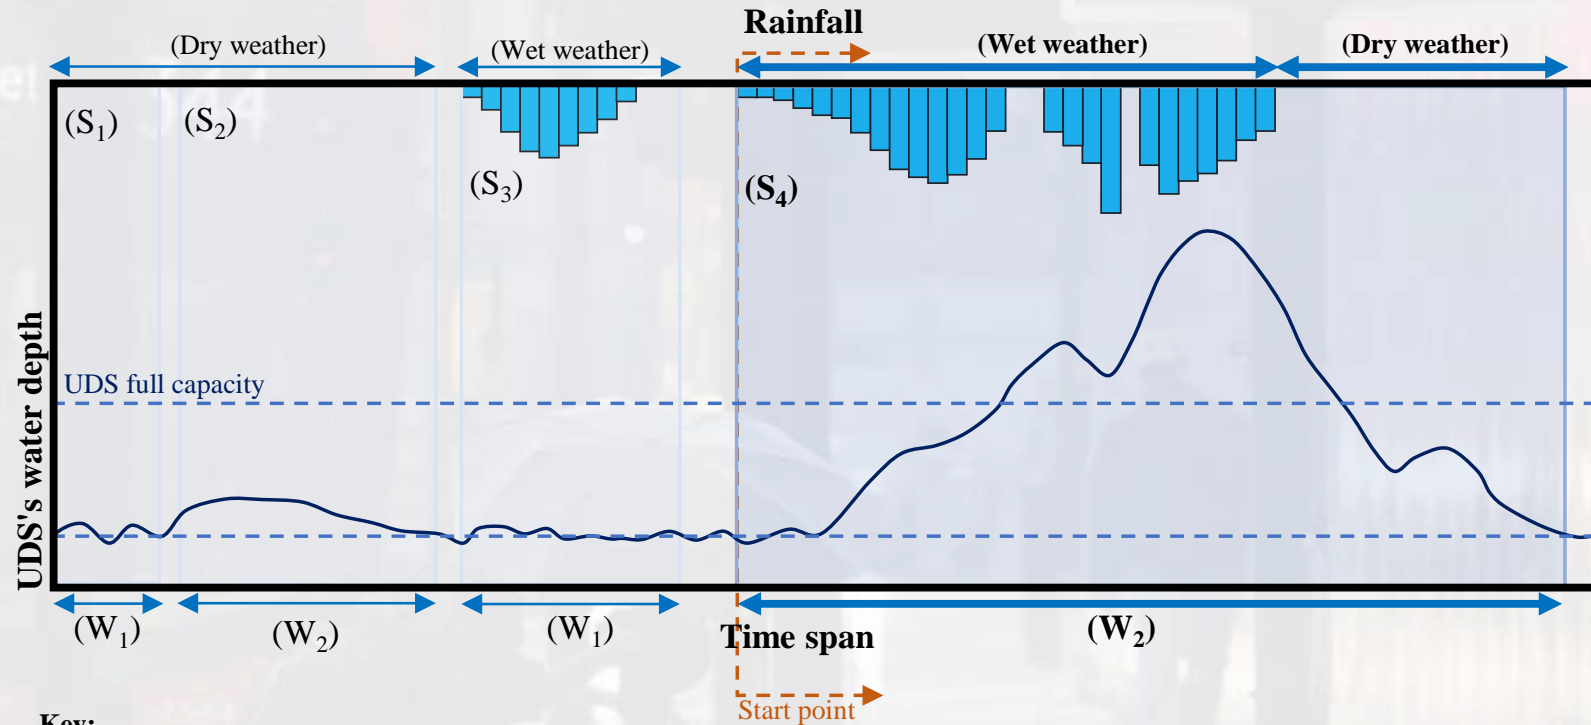 Rainfall
(Dry weather)
(Wet weather)
(Wet weather)
(Dry weather)
(S1)
(S2)
(S3)
(S4)
UDS's water depth
UDS full capacity
(W1)
(W2)
(W1)
Time span
(W2)
Start point
Key: